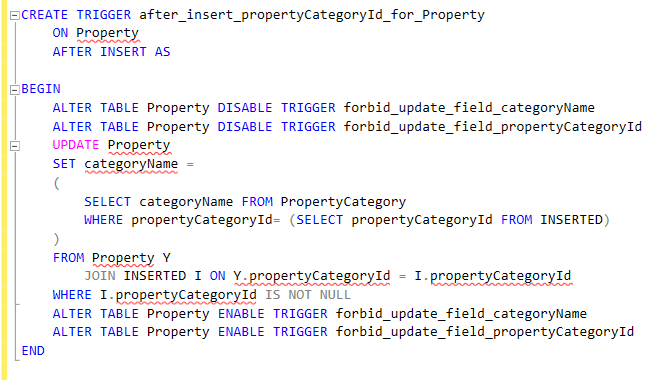 CREATE TRIGGER after_insert_propertyCategoryId_for_Property
ON Property
AFTER INSERT AS
BEGIN
ALTER TABLE Property DISABLE TRIGGER forbid_update_field_categoryName
ALTER TABLE Property DISABLE TRIGGER forbid_update_field_propertyCategoryId
UPDATE Property
SET categoryName =
(
SELECT categoryName FROM PropertyCategory
WHERE propertyCategoryId= (SELECT propertyCategoryId FROM INSERTED)
)
FROM Property Y
JOIN INSERTED I ON Y.propertyCategoryId = I.propertyCategoryId
WHERE I.propertyCategoryId IS NOT NULL
ALTER TABLE Property ENABLE TRIGGER forbid_update_field_categoryName
ALTER TABLE Property ENABLE TRIGGER forbid_update_field_propertyCategoryId
END